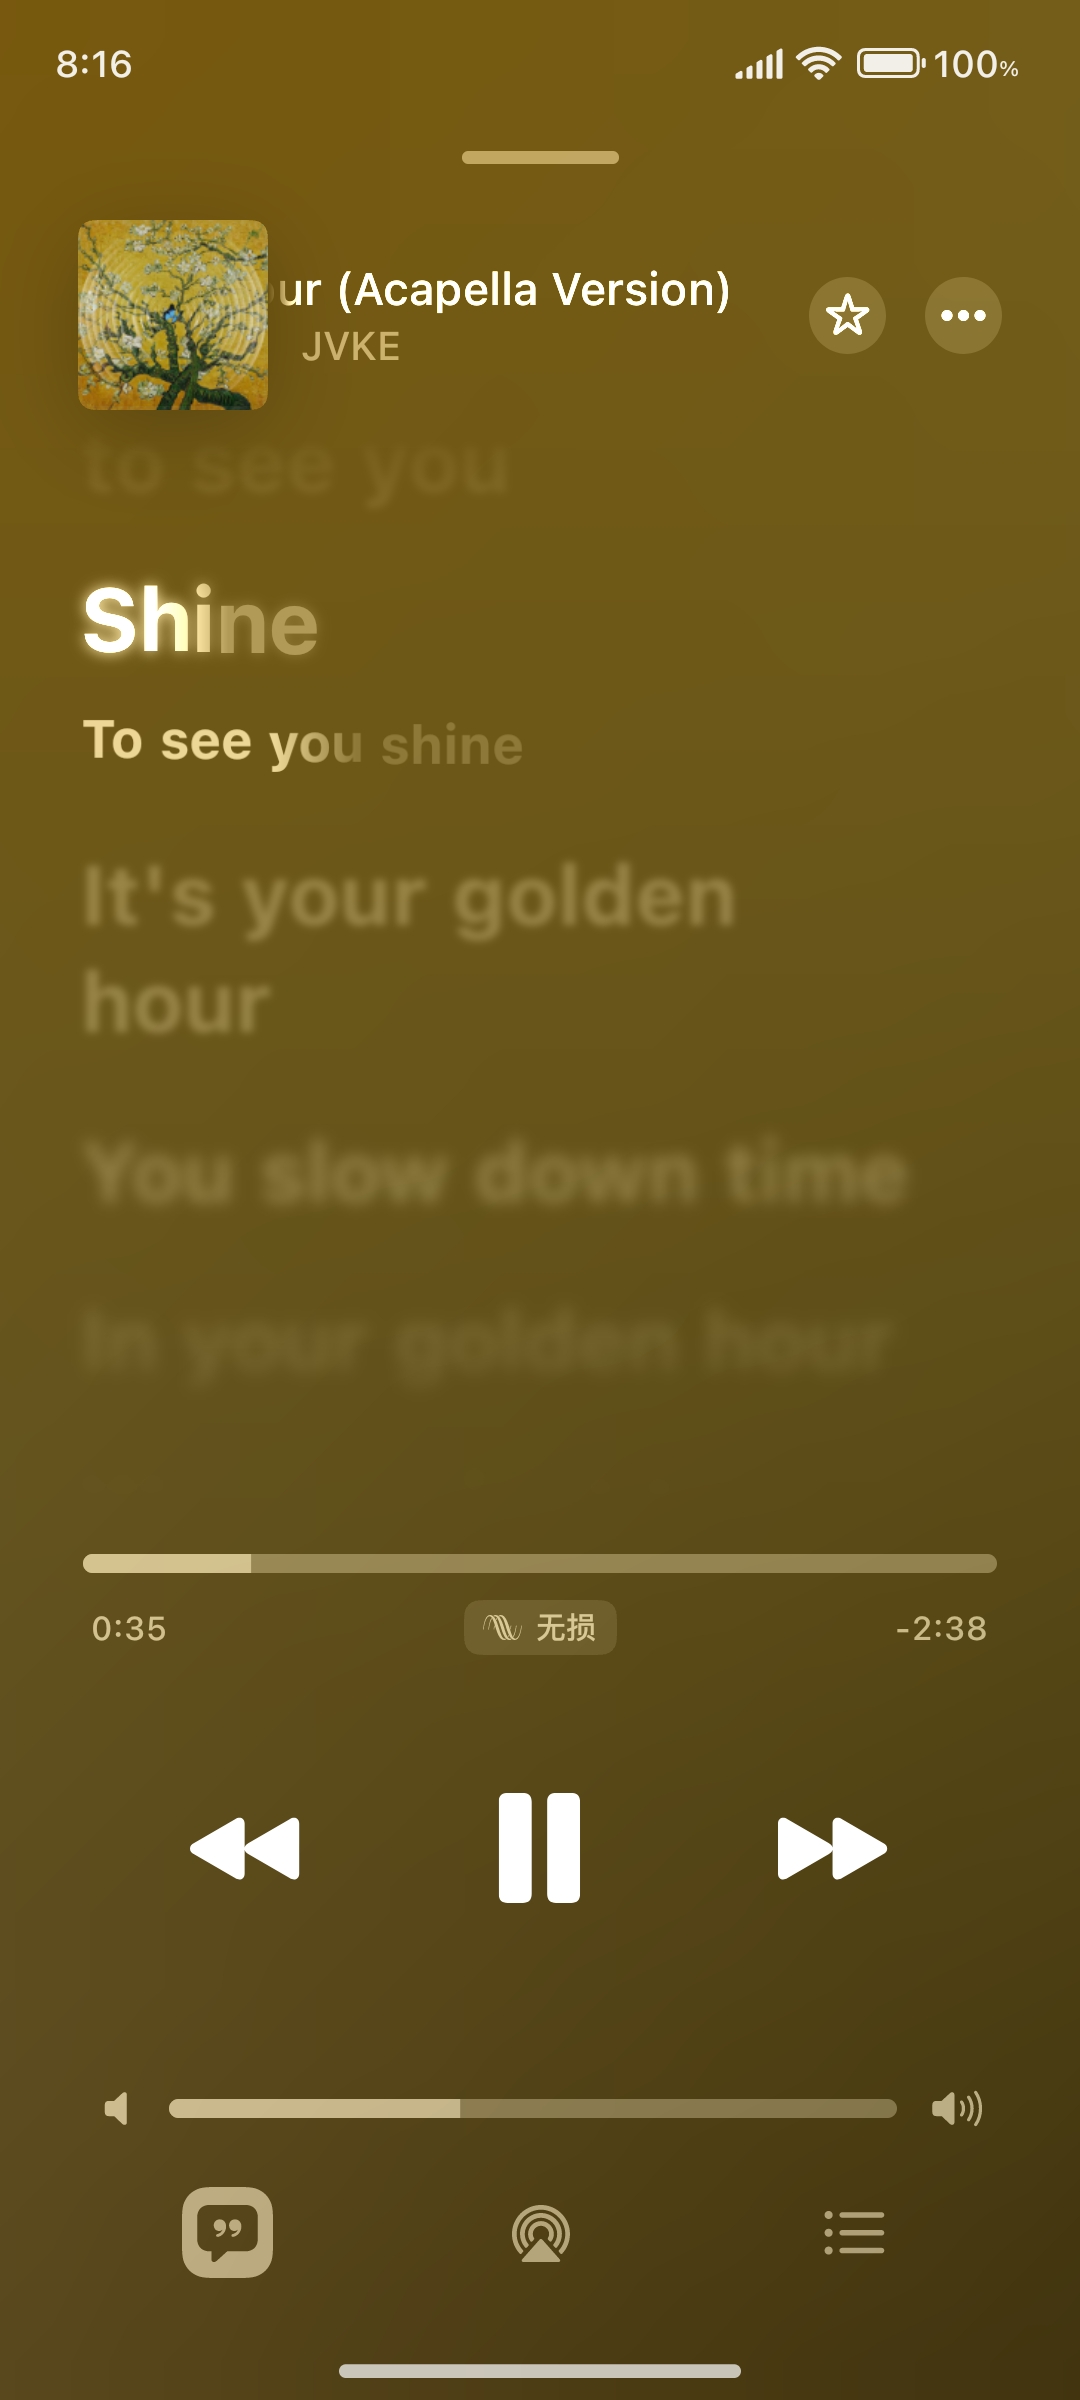 8:16
100%
ur (Acapella Version)
JVKE
to see you
Shine
To see you shine
It's your golden
hour
You slow down time
In your golden hour
0:35
无损
-2:38